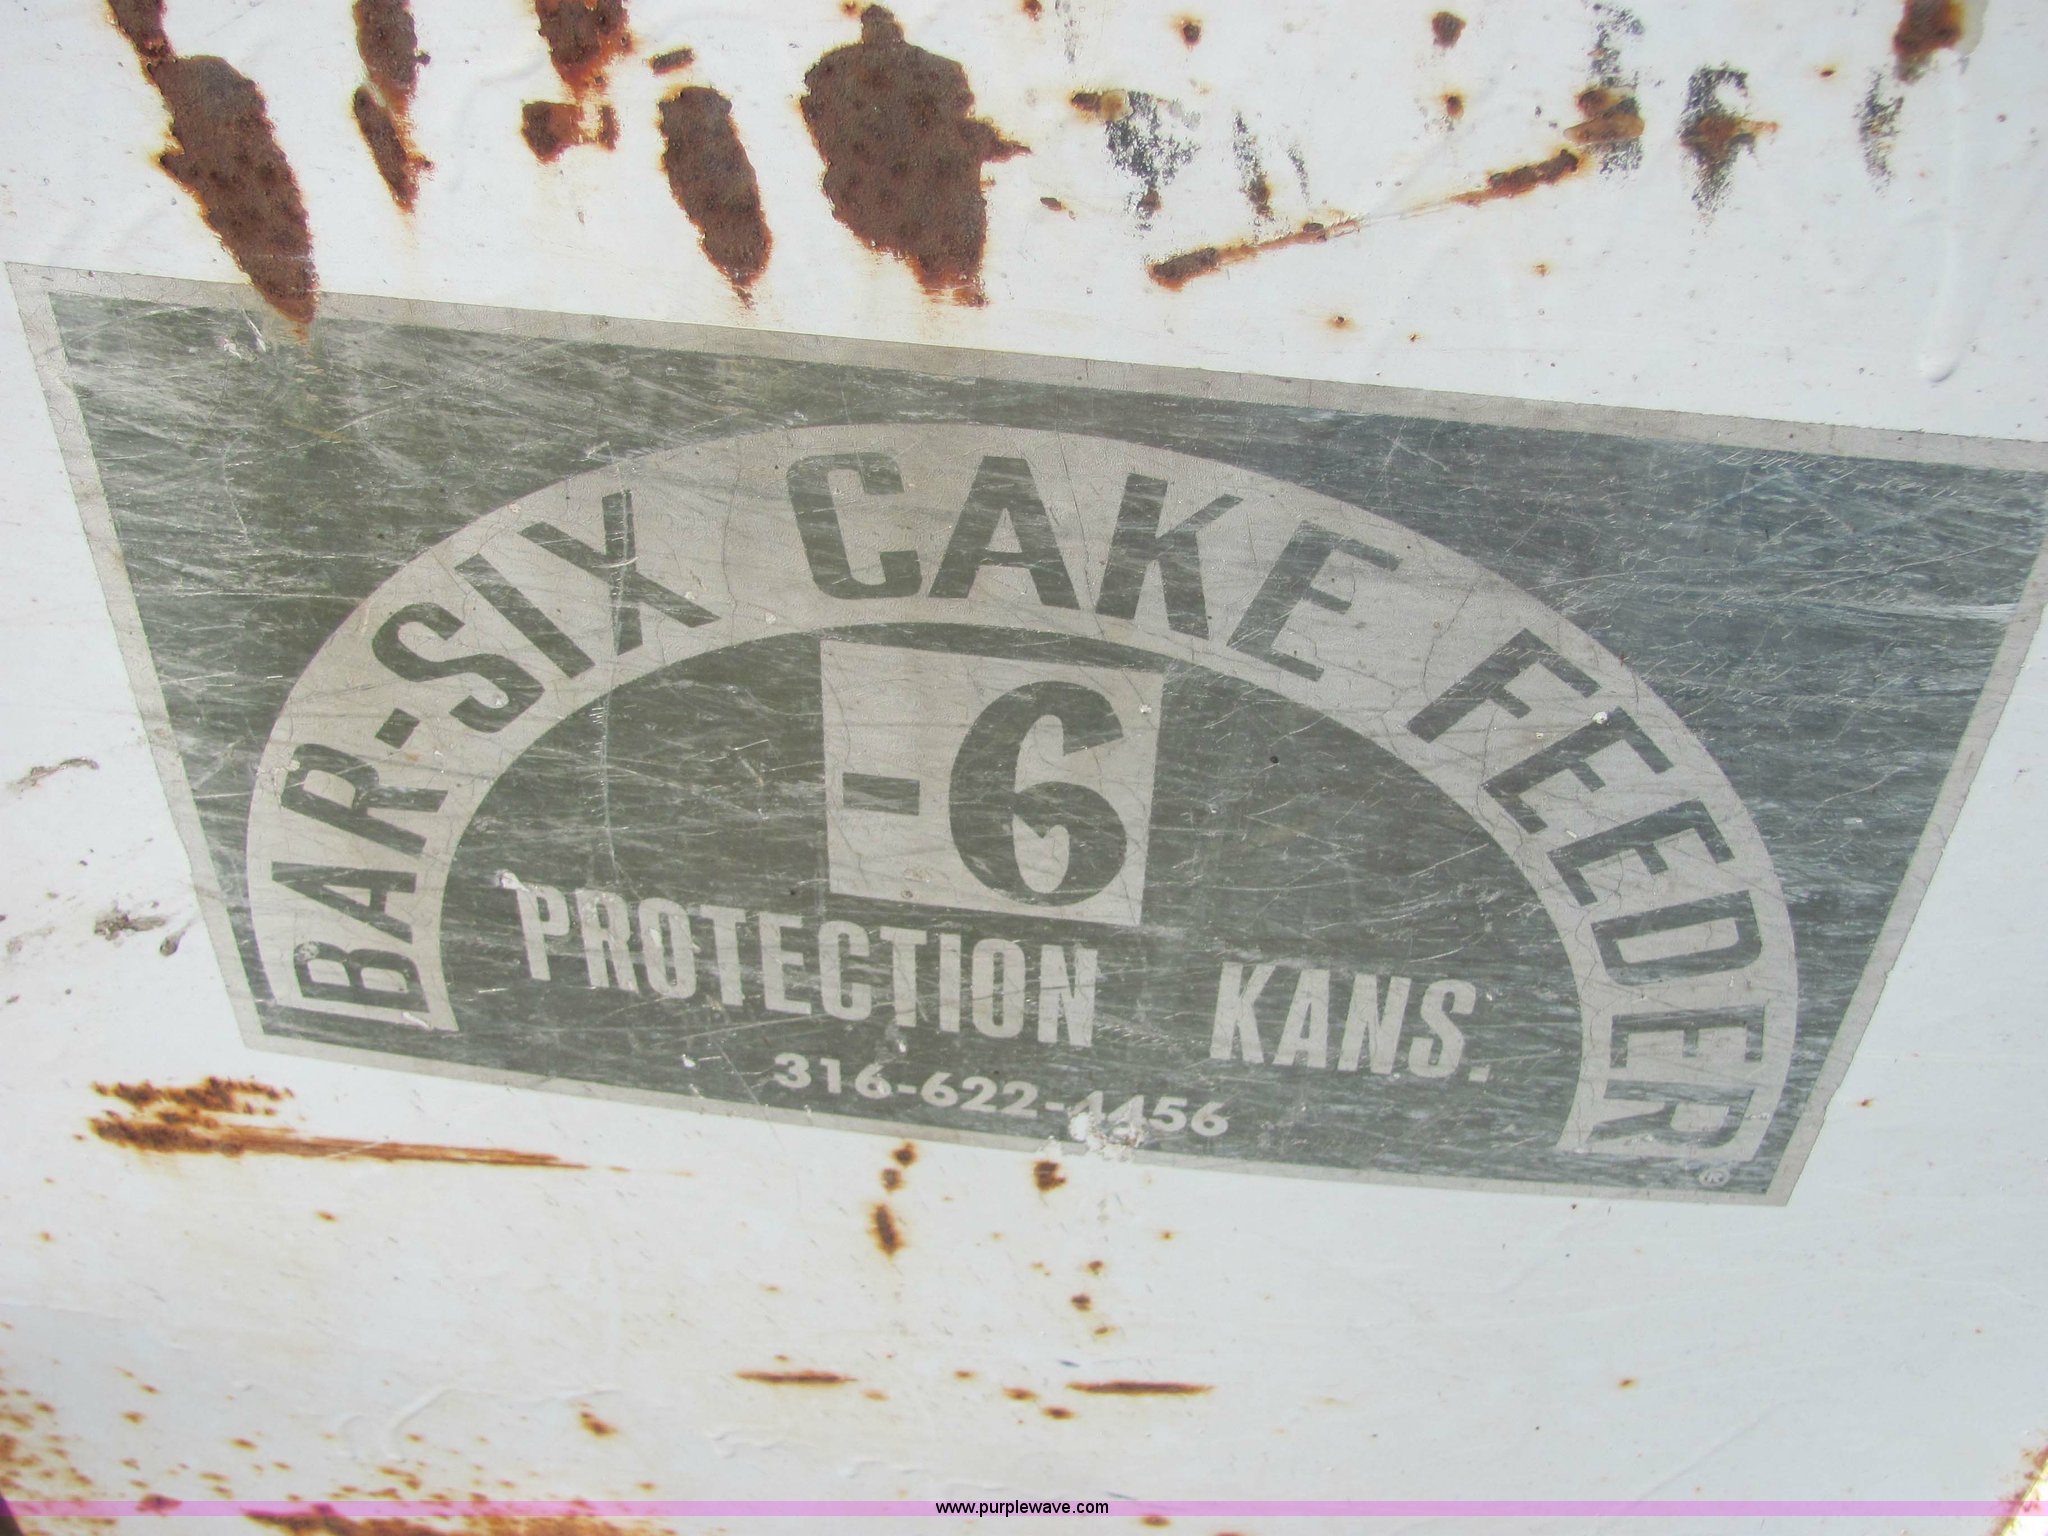 BAR-SIX CAKE FEEDER
-6
PROTECTION KANS.
316-622-4456
®
www.purplewave.com